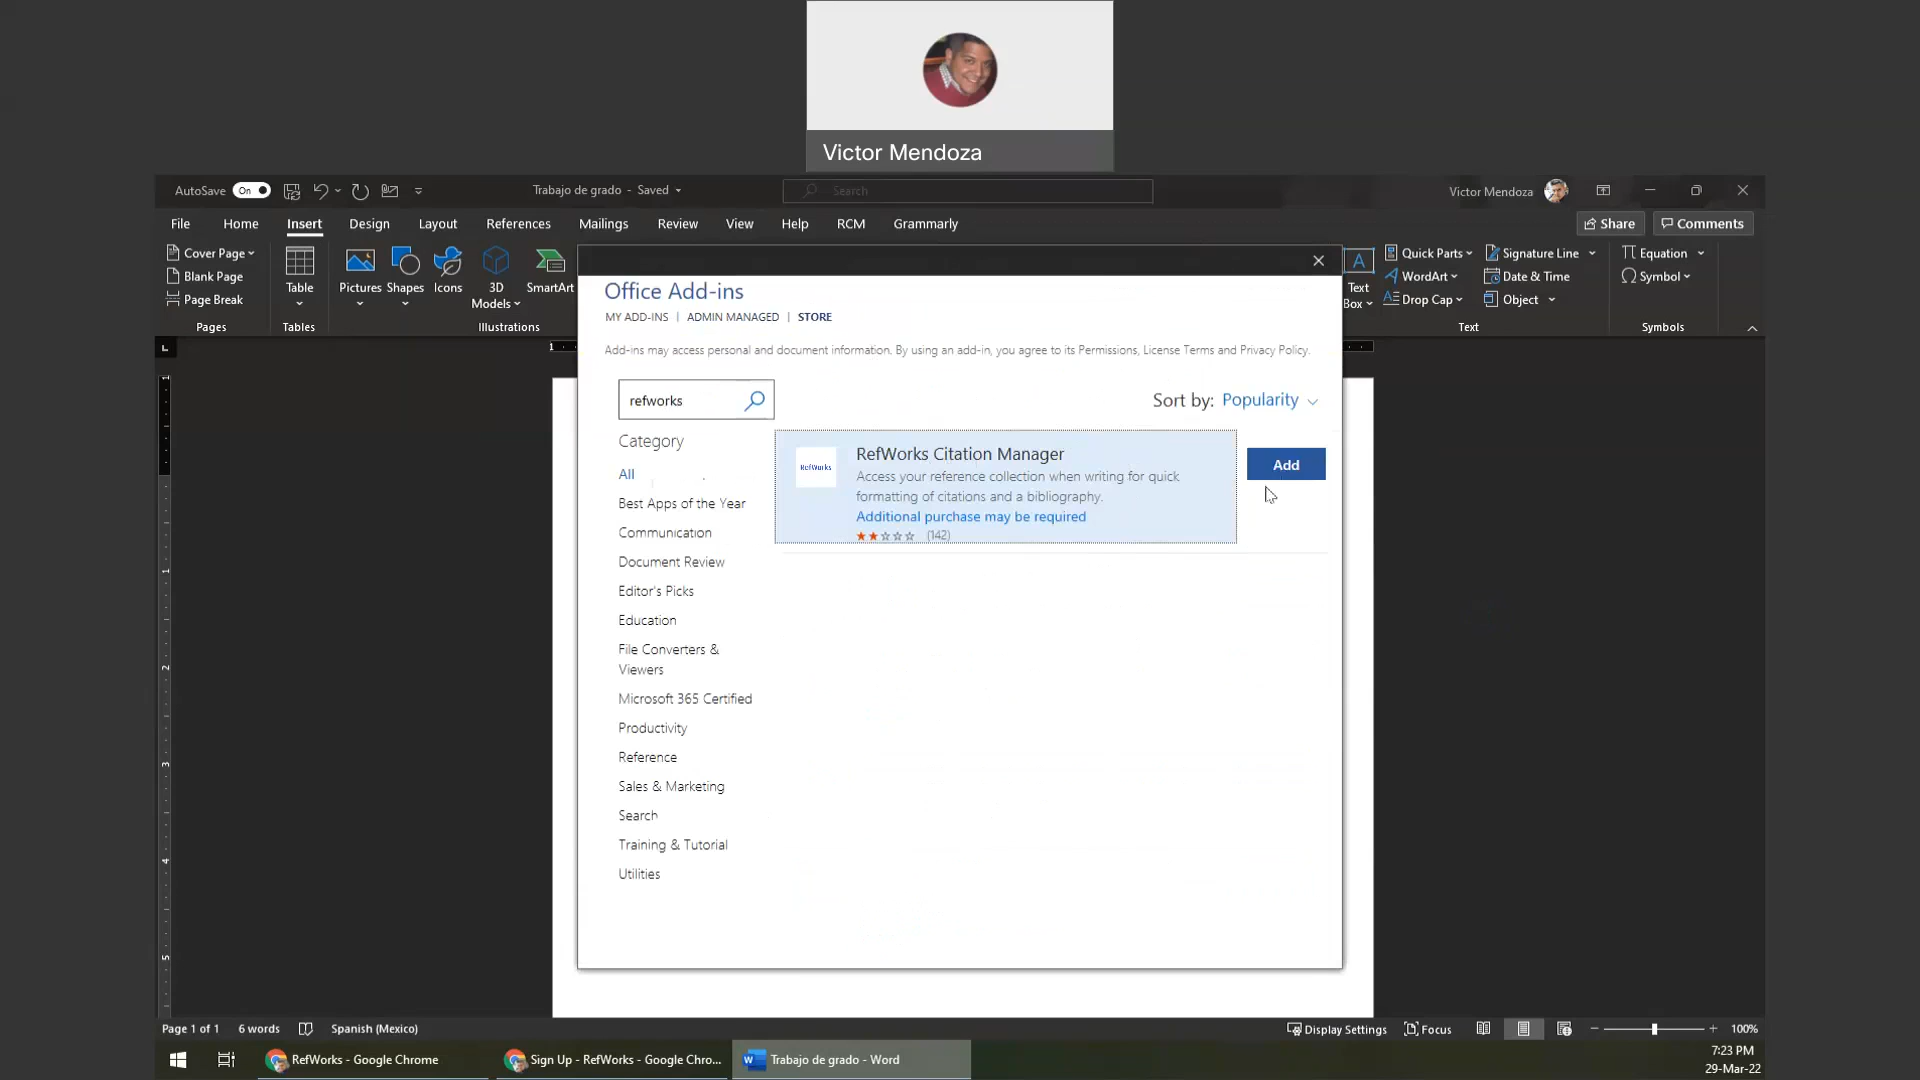 Victor Mendoza
AutoSave On
Trabajo de grado - Saved
Search
Victor Mendoza
File Home Insert Design Layout References Mailings Review View Help RCM Grammarly
Share Comments
Cover Page
Blank Page
Page Break
Pages
Table
Tables
Pictures Shapes Icons 3D Models SmartArt
Illustrations
Text Box
Quick Parts
WordArt
Drop Cap
Signature Line
Date & Time
Object
Text
Equation
Symbol
Symbols
1
Office Add-ins
MY ADD-INS | ADMIN MANAGED | STORE
Add-ins may access personal and document information. By using an add-in, you agree to its Permissions, License Terms and Privacy Policy.
refworks
Sort by: Popularity
Category
All
Best Apps of the Year
Communication
Document Review
Editor's Picks
Education
File Converters &
Viewers
Microsoft 365 Certified
Productivity
Reference
Sales & Marketing
Search
Training & Tutorial
Utilities
RefWorks
RefWorks Citation Manager
Access your reference collection when writing for quick
formatting of citations and a bibliography.
Additional purchase may be required
(142)
Add
1
1
2
3
4
5
Page 1 of 1 6 words Spanish (Mexico)
Display Settings Focus 100%
RefWorks - Google Chrome
Sign Up - RefWorks - Google Chro...
Trabajo de grado - Word
7:23 PM
29-Mar-22